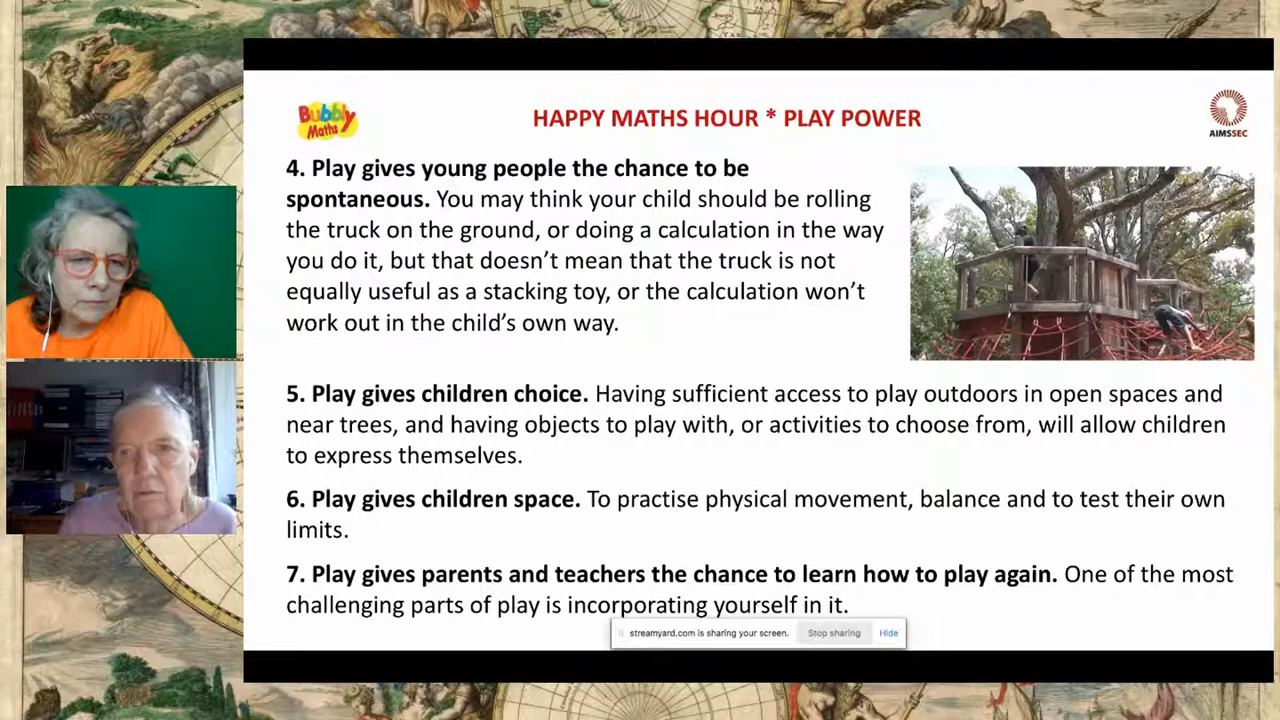 Bubbly
Maths
HAPPY MATHS HOUR * PLAY POWER
AIMSSEC
4. Play gives young people the chance to be
spontaneous. You may think your child should be rolling
the truck on the ground, or doing a calculation in the way
you do it, but that doesn’t mean that the truck is not
equally useful as a stacking toy, or the calculation won’t
work out in the child’s own way.
5. Play gives children choice. Having sufficient access to play outdoors in open spaces and
near trees, and having objects to play with, or activities to choose from, will allow children
to express themselves.
6. Play gives children space. To practise physical movement, balance and to test their own
limits.
7. Play gives parents and teachers the chance to learn how to play again. One of the most
challenging parts of play is incorporating yourself in it.
streamyard.com is sharing your screen. Stop sharing Hide